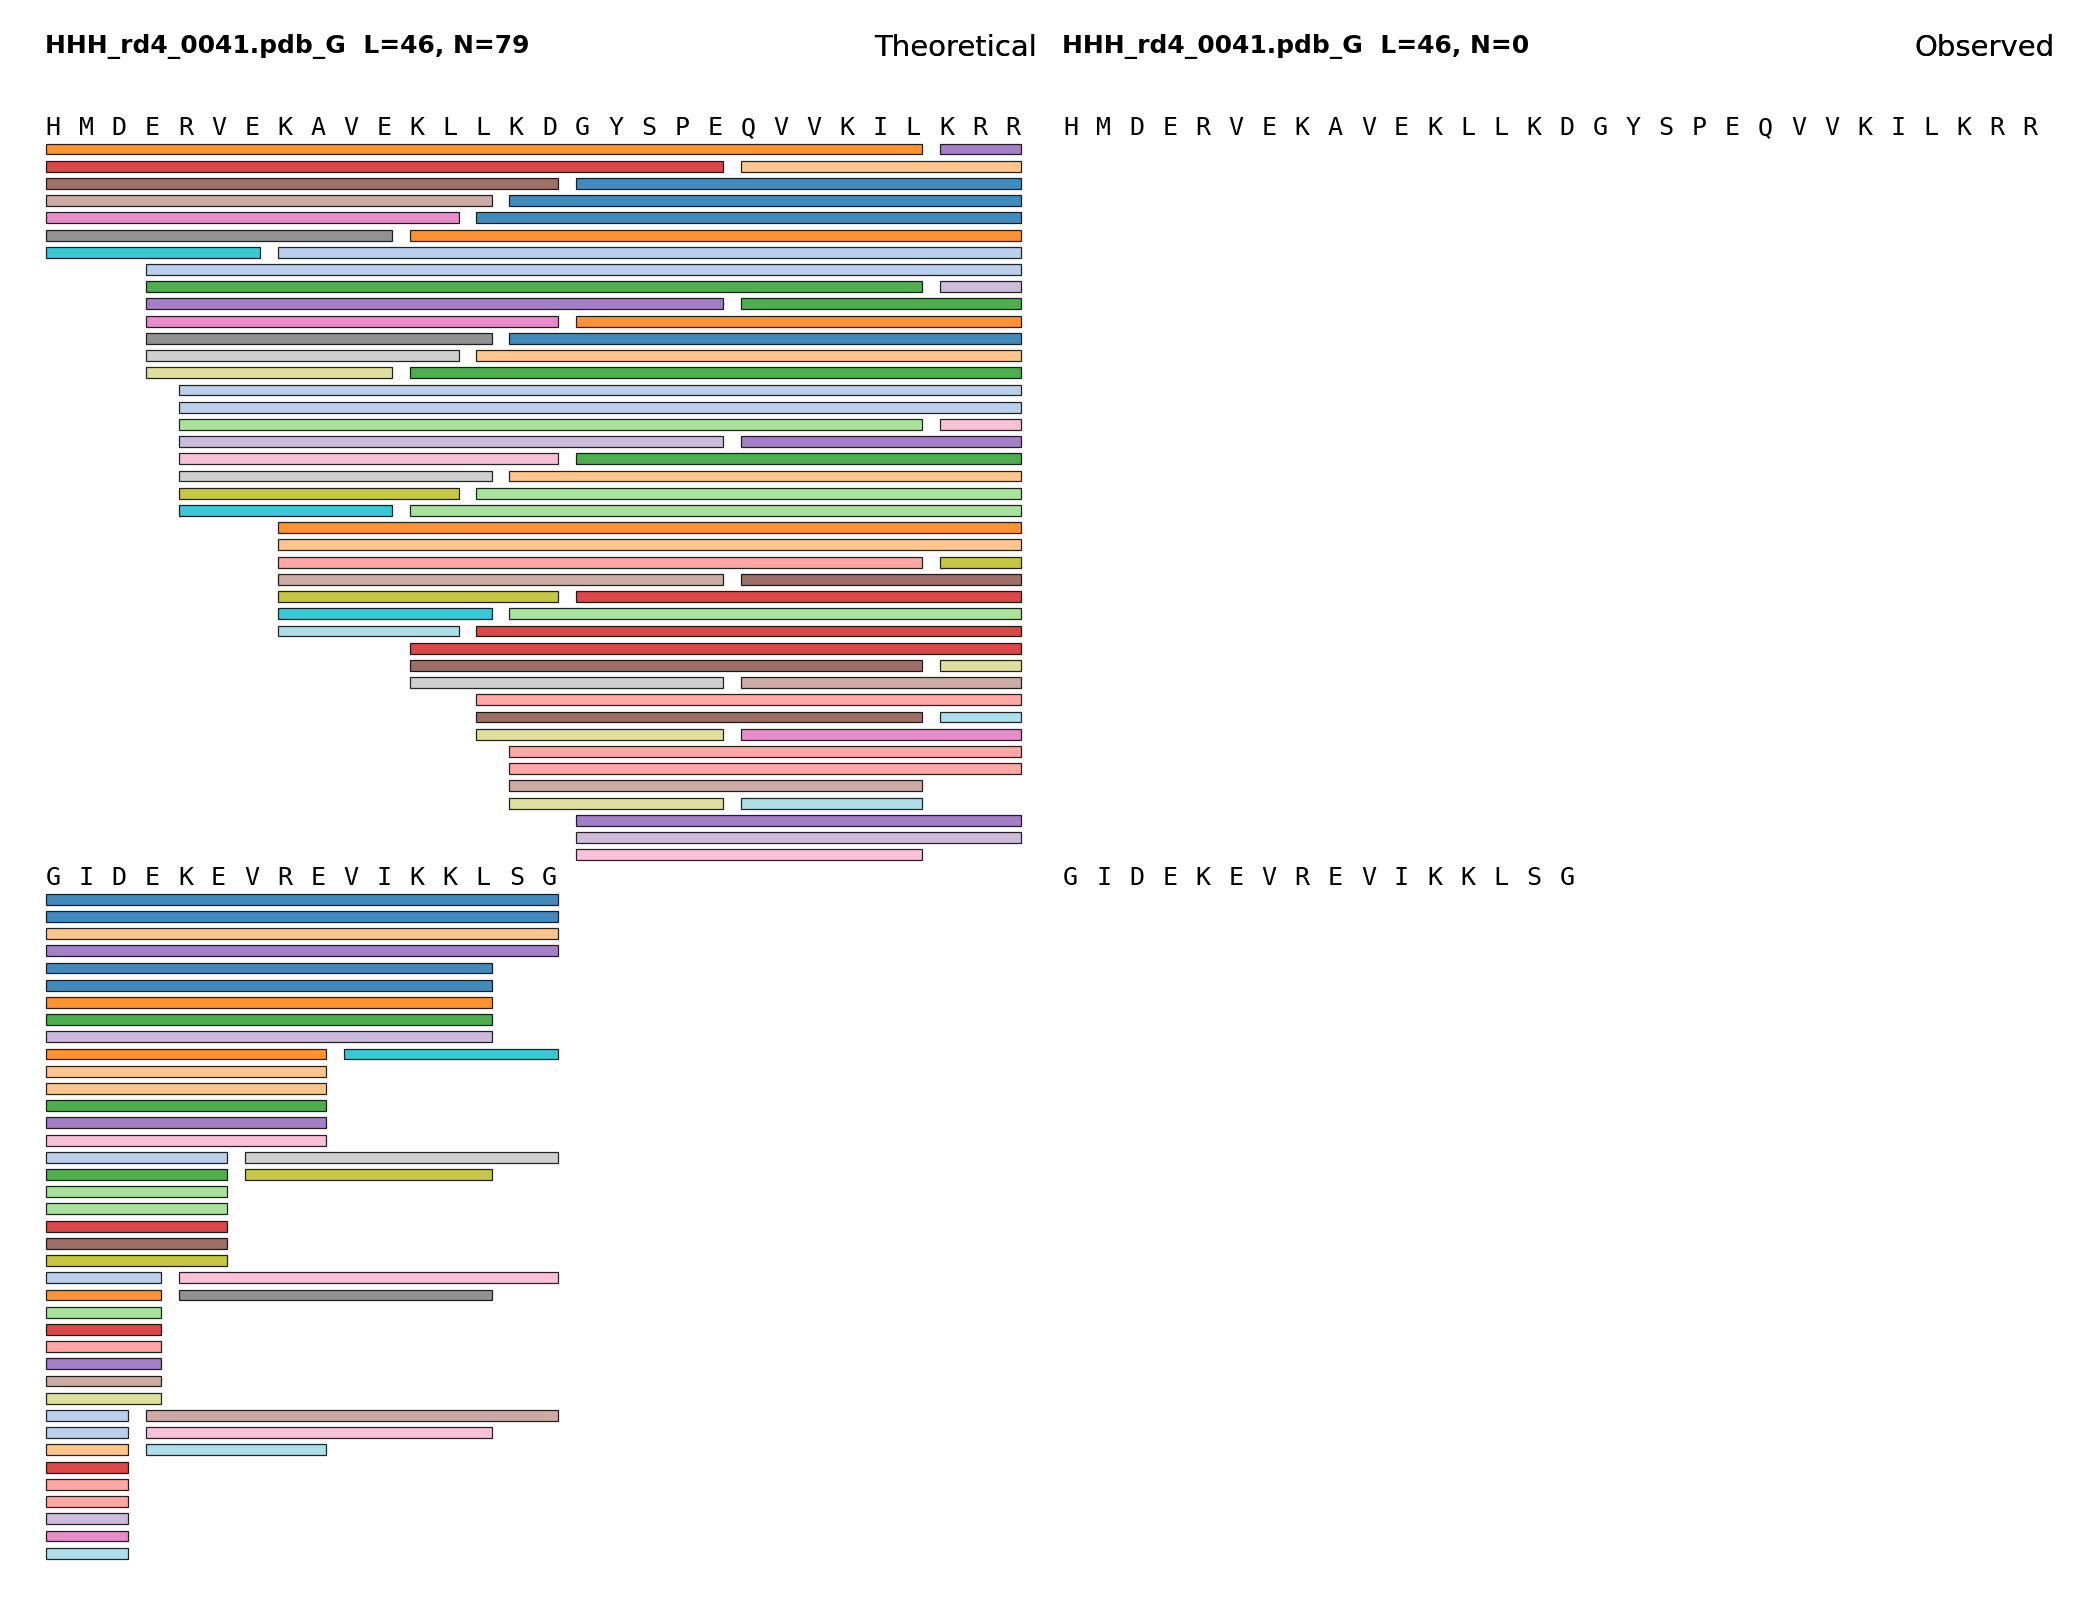 HHH_rd4_0041.pdb_G L=46, N=79
Theoretical
H M D E R V E K A V E K L L K D G Y S P E Q V V K I L K R R
G I D E K E V R E V I K K L S G
HHH_rd4_0041.pdb_G L=46, N=0
Observed
H M D E R V E K A V E K L L K D G Y S P E Q V V K I L K R R
G I D E K E V R E V I K K L S G